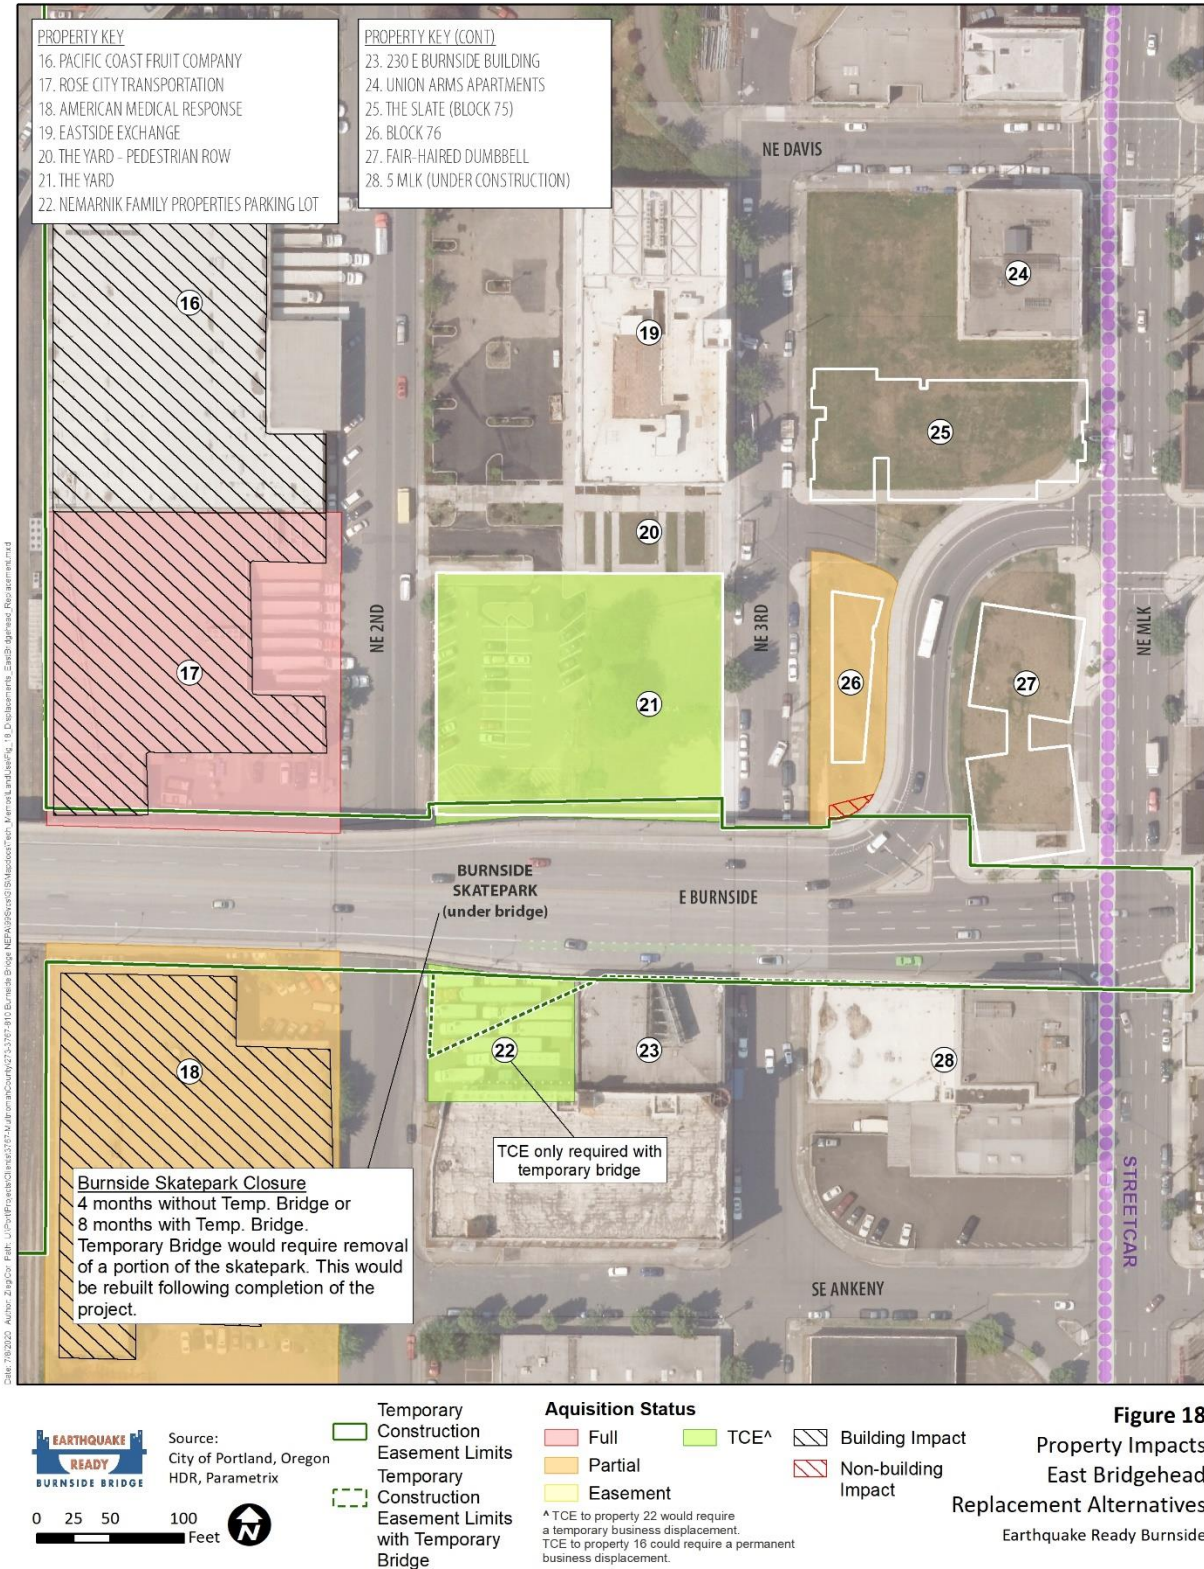 PROPERTY KEY
16. PACIFIC COAST FRUIT COMPANY
17. ROSE CITY TRANSPORTATION
18. AMERICAN MEDICAL RESPONSE
19. EASTSIDE EXCHANGE
20. THE YARD - PEDESTRIAN ROW
21. THE YARD
22. NEMARNIK FAMILY PROPERTIES PARKING LOT
PROPERTY KEY (CONT)
23. 230 E BURNSIDE BUILDING
24. UNION ARMS APARTMENTS
25. THE SLATE (BLOCK 75)
26. BLOCK 76
27. FAIR-HAIRED DUMBBELL
28. 5 MLK (UNDER CONSTRUCTION)
NE DAVIS
16
19
24
25
20
NE 2ND
NE 3RD
NE MLK
17
21
26
27
BURNSIDE
SKATEPARK
(under bridge)
E BURNSIDE
18
22
23
28
TCE only required with
temporary bridge
Burnside Skatepark Closure
4 months without Temp. Bridge or
8 months with Temp. Bridge.
Temporary Bridge would require removal
of a portion of the skatepark. This would
be rebuilt following completion of the
project.
SE ANKENY
STREETCAR
EARTHQUAKE
READY
BURNSIDE BRIDGE
Source:
City of Portland, Oregon
HDR, Parametrix
0 25 50 100
Feet
N
Temporary
Construction
Easement Limits
Temporary
Construction
Easement Limits
with Temporary
Bridge
Aquisition Status
Full
Partial
Easement
TCE^
Building Impact
Non-building
Impact
^ TCE to property 22 would require
a temporary business displacement.
TCE to property 16 could require a permanent
business displacement.
Figure 18
Property Impacts
East Bridgehead
Replacement Alternatives
Earthquake Ready Burnside